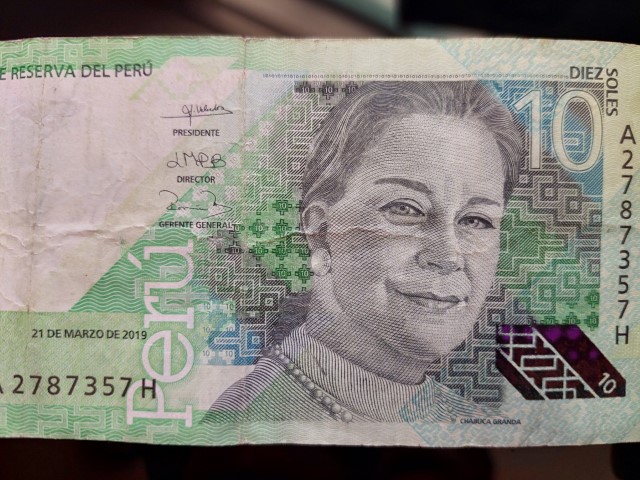 E RESERVA DEL PERÚ
DIEZ
SOLES
10
PRESIDENTE
DIRECTOR
GERENTE GENERAL
perú
21 DE MARZO DE 2019
A 2787357 H
A2787357H
10
CHABUCA GRANDA